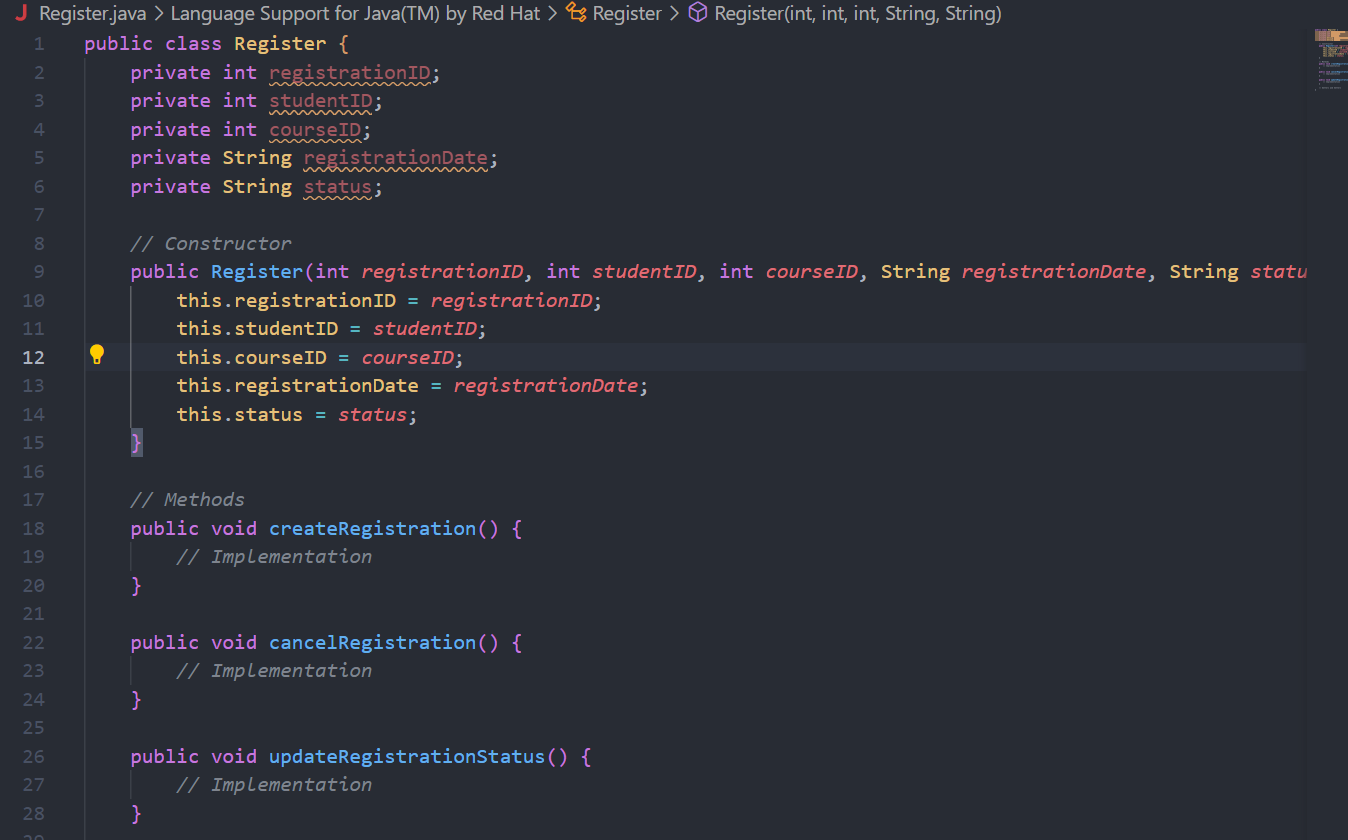 Register.java > Language Support for Java(TM) by Red Hat > Register > Register(int, int, int, String, String)
1 public class Register {
2     private int registrationID;
3     private int studentID;
4     private int courseID;
5     private String registrationDate;
6     private String status;
7
8     // Constructor
9     public Register(int registrationID, int studentID, int courseID, String registrationDate, String statu
10         this.registrationID = registrationID;
11         this.studentID = studentID;
12         this.courseID = courseID;
13         this.registrationDate = registrationDate;
14         this.status = status;
15     }
16
17     // Methods
18     public void createRegistration() {
19         // Implementation
20     }
21
22     public void cancelRegistration() {
23         // Implementation
24     }
25
26     public void updateRegistrationStatus() {
27         // Implementation
28     }